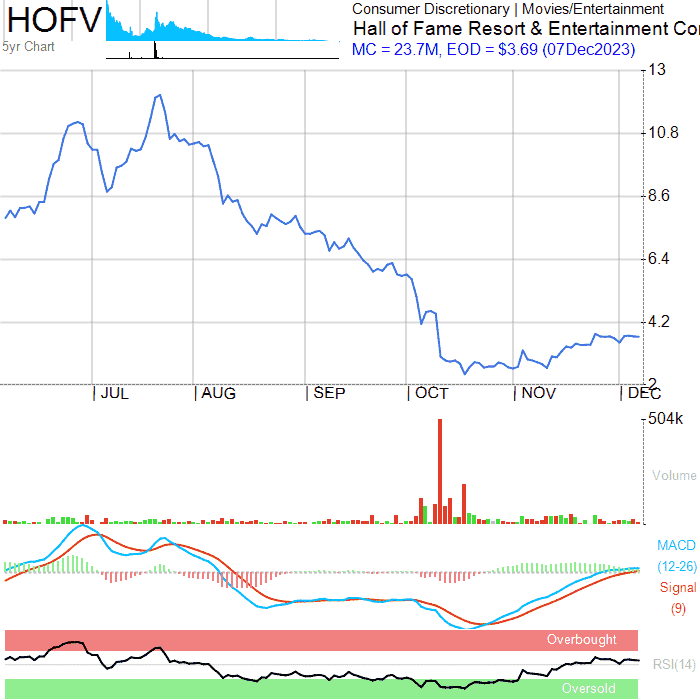 HOFV
5yr Chart
Consumer Discretionary | Movies/Entertainment
Hall of Fame Resort & Entertainment Co
MC = 23.7M, EOD = $3.69 (07Dec2023)
13
10.8
8.6
6.4
4.2
2
JUL AUG SEP OCT NOV DEC
504k
Volume
MACD
(12-26)
Signal
(9)
Overbought
RSI(14)
Oversold